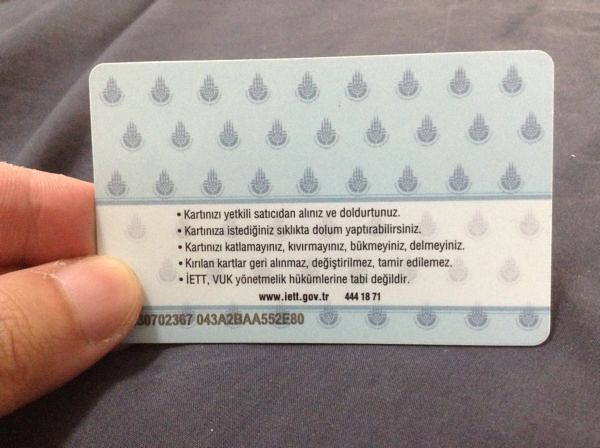 • Kartınızı yetkili satıcıdan alınız ve doldurtunuz.
• Kartınıza istediğiniz sıklıkta dolum yaptırabilirsiniz.
• Kartınızı katlamayınız, kıvırmayınız, bükmeyiniz, delmeyiniz.
• Kırılan kartlar geri alınmaz, değiştirilmez, tamir edilemez.
• İETT, VUK yönetmelik hükümlerine tabi değildir.
www.iett.gov.tr 444 18 71
043A2BAA552E80